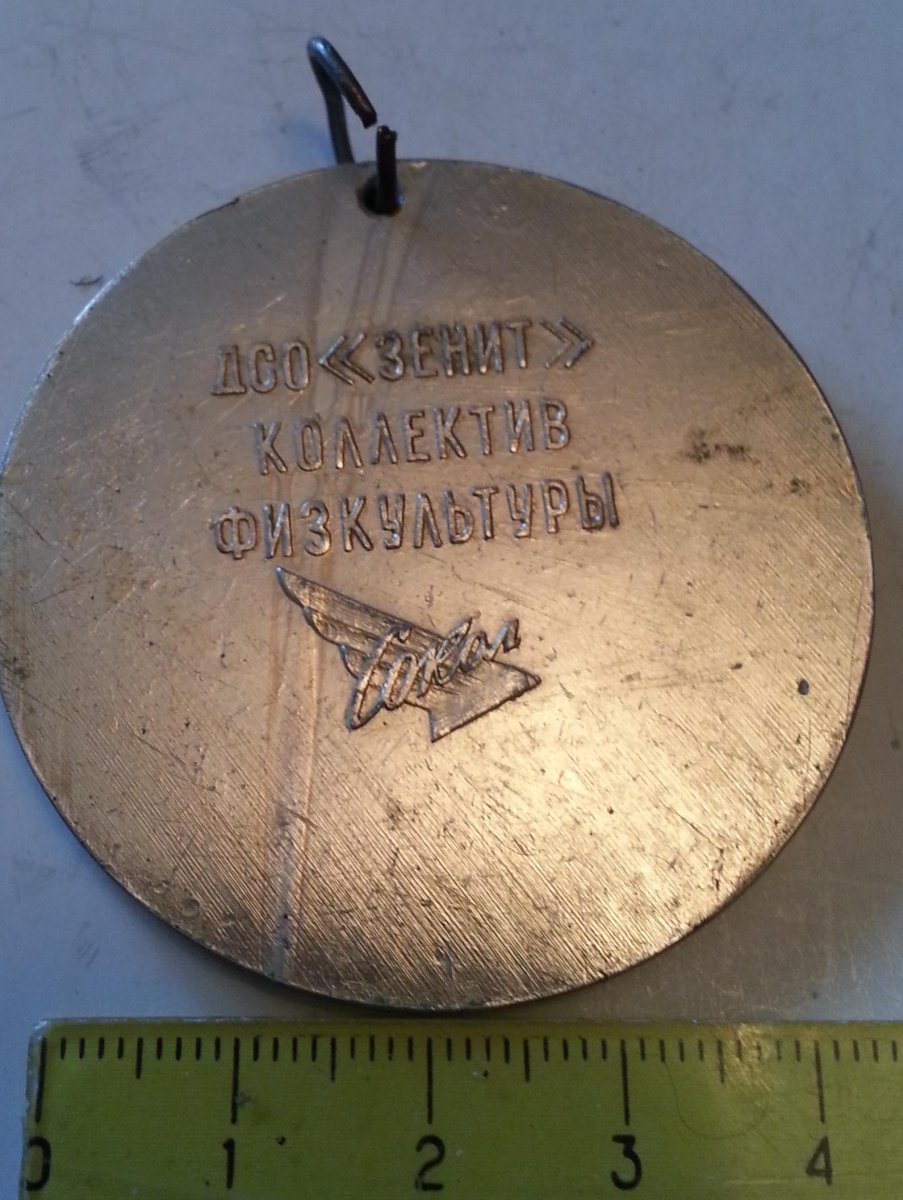 ДСО «ЗЕНИТ»
КОЛЛЕКТИВ
ФИЗКУЛЬТУРЫ
Сокол
0 1 2 3 4